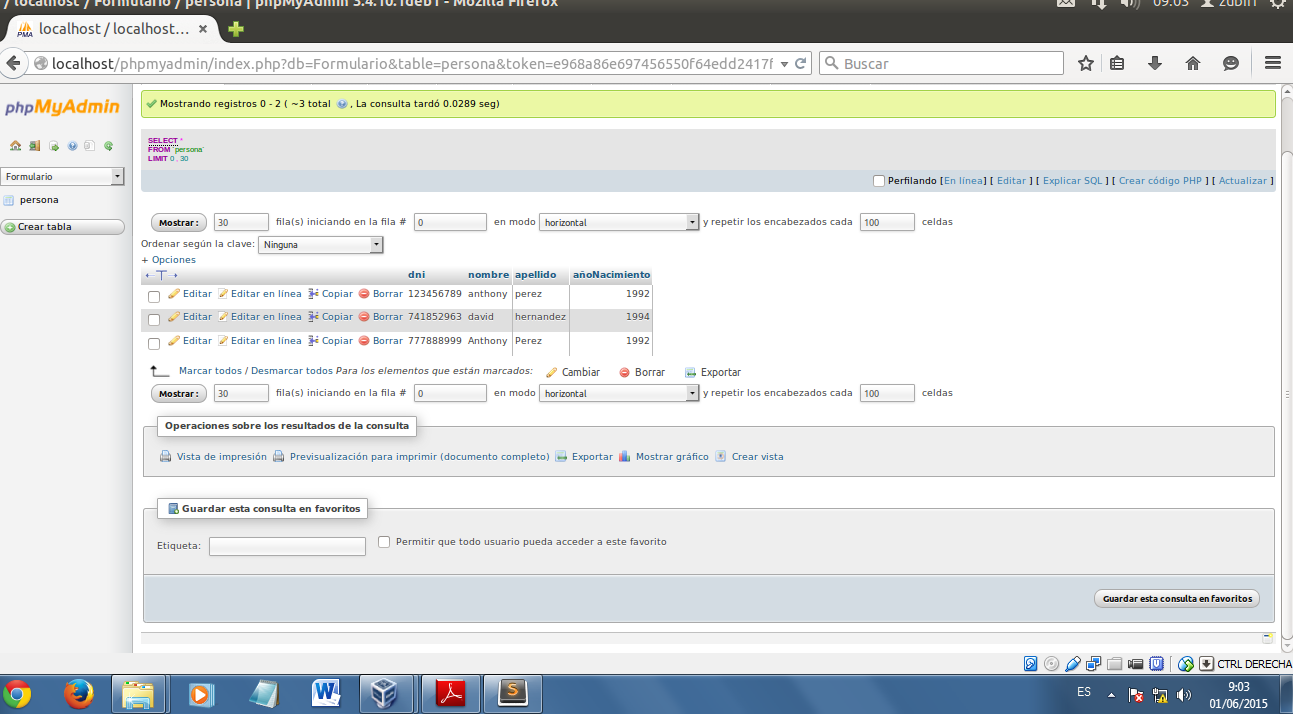 / localhost / Formulario / persona | phpMyAdmin 3.4.10.1deb1 - Mozilla Firefox 09:03 zubiri
PMA localhost / localhost... ×
localhost/phpmyadmin/index.php?db=Formulario&table=persona&token=e968a86e697456550f64edd2417f Buscar
phpMyAdmin
Formulario
persona
Crear tabla
Mostrando registros 0 - 2 ( ~3 total , La consulta tardó 0.0289 seg)
SELECT *
FROM `persona`
LIMIT 0 , 30
Perfilando [En línea] [ Editar ] [ Explicar SQL ] [ Crear código PHP ] [ Actualizar ]
Mostrar : 30 fila(s) iniciando en la fila # 0 en modo horizontal y repetir los encabezados cada 100 celdas
Ordenar según la clave: Ninguna
+ Opciones
←T→ dni nombre apellido añoNacimiento
Editar Editar en línea Copiar Borrar 123456789 anthony perez 1992
Editar Editar en línea Copiar Borrar 741852963 david hernandez 1994
Editar Editar en línea Copiar Borrar 777888999 Anthony Perez 1992
Marcar todos / Desmarcar todos Para los elementos que están marcados: Cambiar Borrar Exportar
Mostrar : 30 fila(s) iniciando en la fila # 0 en modo horizontal y repetir los encabezados cada 100 celdas
Operaciones sobre los resultados de la consulta
Vista de impresión Previsualización para imprimir (documento completo) Exportar Mostrar gráfico Crear vista
Guardar esta consulta en favoritos
Etiqueta: Permitir que todo usuario pueda acceder a este favorito
Guardar esta consulta en favoritos
CTRL DERECHA
ES 9:03
01/06/2015